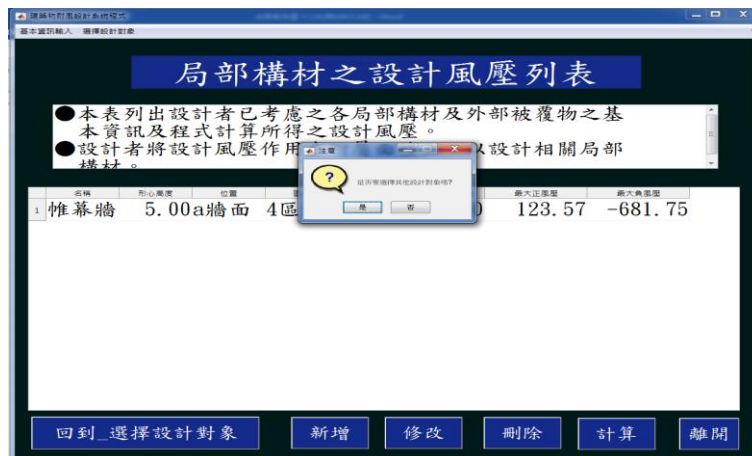 建築物耐風設計系統程式
基本資訊輸入 選擇設計對象
局部構材之設計風壓列表
●本表列出設計者已考慮之各局部構材及外部被覆物之基
本資訊及程式計算所得之設計風壓。
●設計者將設計風壓作用 以設計相關局部
構材。
注意
是否要選擇其他設計對象嗎?
是 否
名稱 形心高度 位置 最大正風壓 最大負風壓
1 帷幕牆 5.00 a牆面 4區 123.57 -681.75
回到_選擇設計對象 新增 修改 刪除 計算 離開